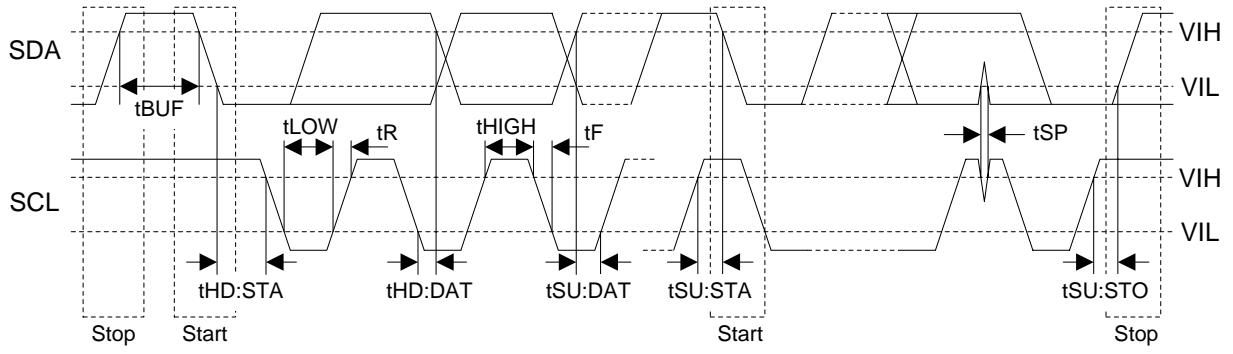 SDA
VIH
VIL
tBUF
tLOW
tR
tHIGH
tF
tSP
SCL
VIH
VIL
tHD:STA
tHD:DAT
tSU:DAT
tSU:STA
tSU:STO
Stop
Start
Start
Stop